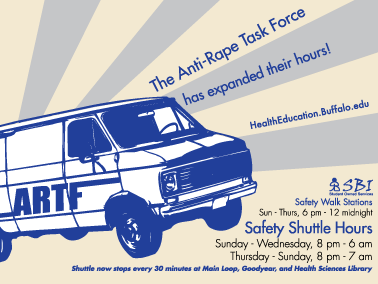 The Anti-Rape Task Force
has expanded their hours!
HealthEducation.Buffalo.edu
ARTF
SBI
Student Owned Services
Safety Walk Stations
Sun - Thurs, 6 pm - 12 midnight
Safety Shuttle Hours
Sunday - Wednesday, 8 pm - 6 am
Thursday - Sunday, 8 pm - 7 am
Shuttle now stops every 30 minutes at Main Loop, Goodyear, and Health Sciences Library